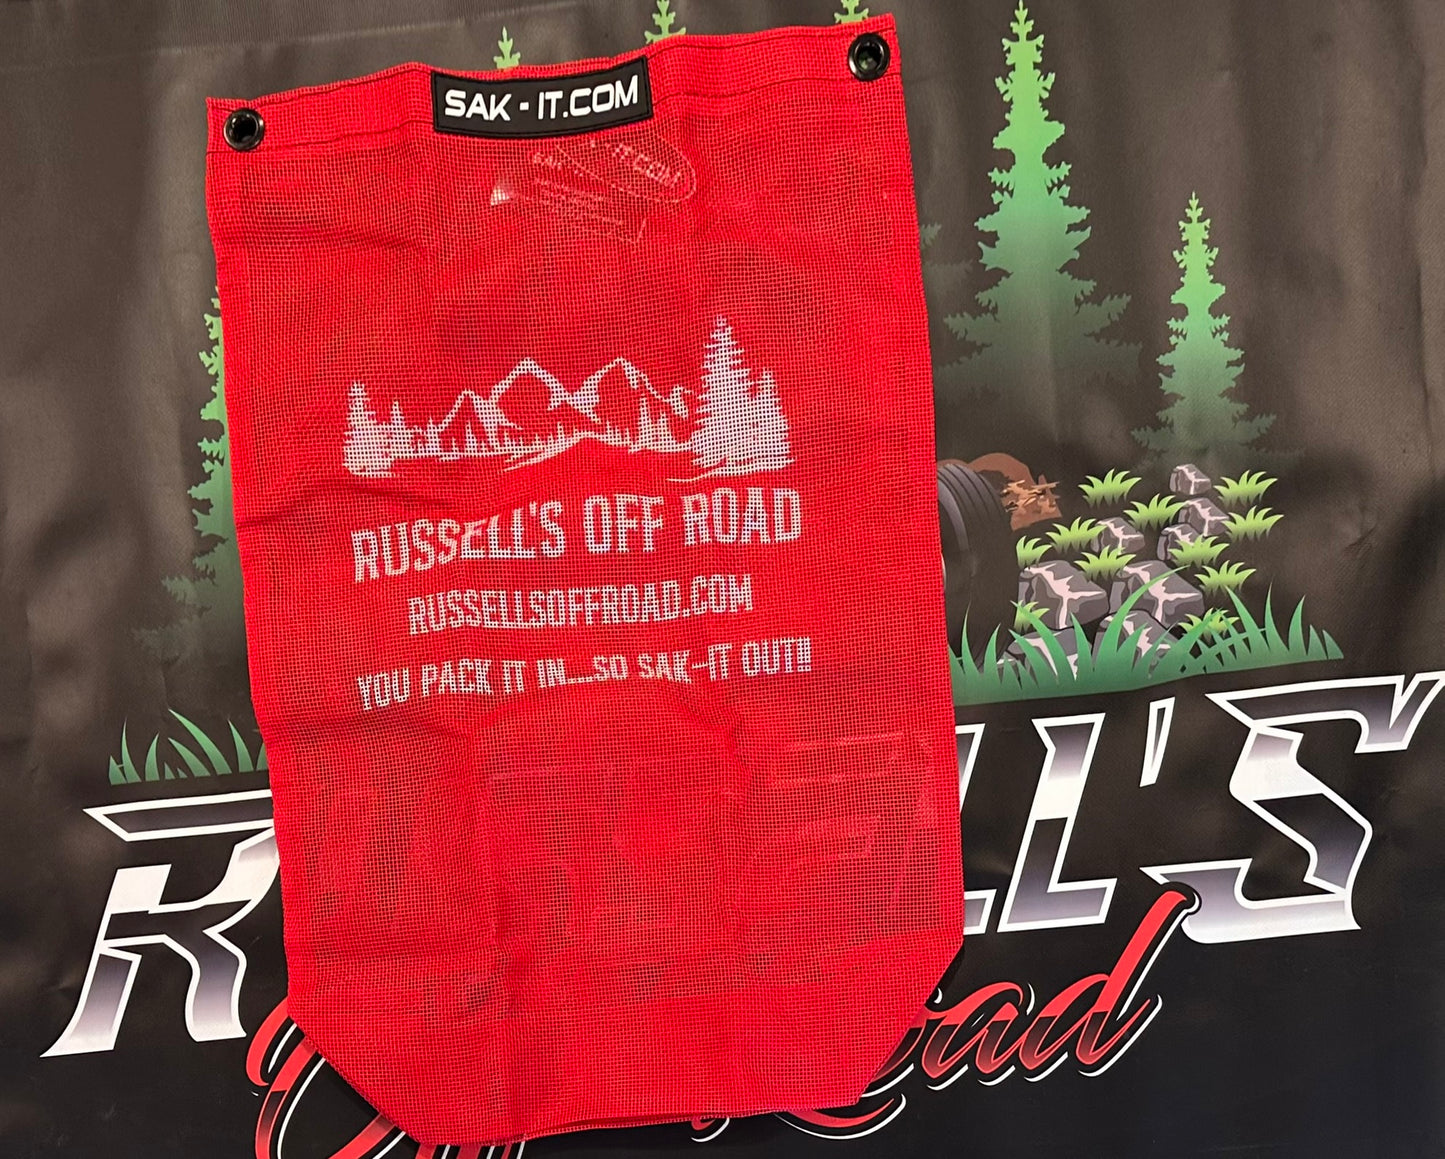 SAK - IT.COM
RUSSELL'S OFF ROAD
RUSSELLSOFFROAD.COM
YOU PACK IT IN....SO SAK-IT OUT!!